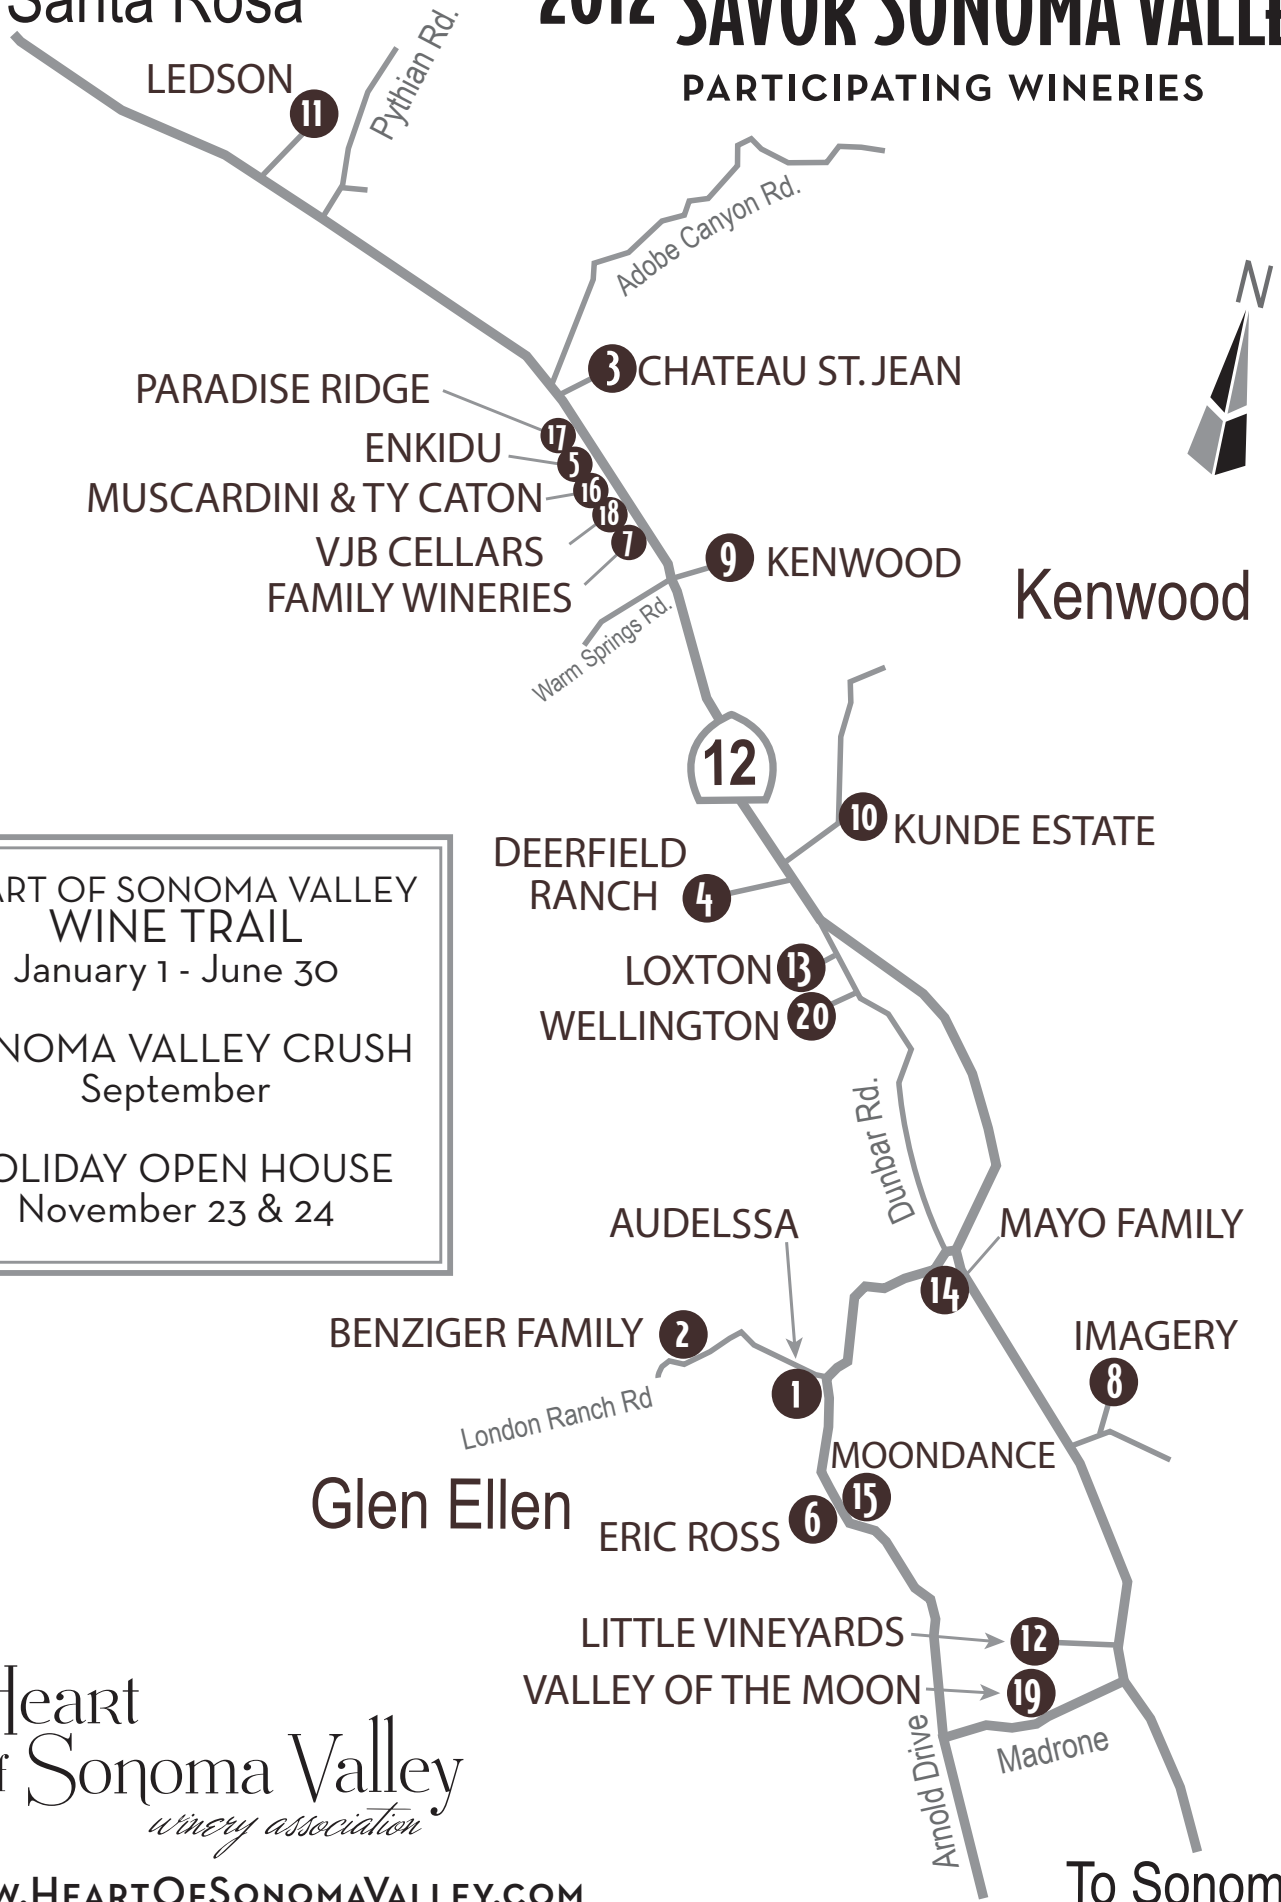 Santa Rosa
2012 SAVOR SONOMA VALLE
PARTICIPATING WINERIES
LEDSON
11
Pythian Rd.
Adobe Canyon Rd.
N
3 CHATEAU ST. JEAN
PARADISE RIDGE
17
ENKIDU
5
MUSCARDINI & TY CATON
16
18
VJB CELLARS
7
FAMILY WINERIES
9 KENWOOD
Kenwood
Warm Springs Rd.
12
10 KUNDE ESTATE
DEERFIELD
RANCH 4
ART OF SONOMA VALLEY
WINE TRAIL
January 1 - June 30
NOMA VALLEY CRUSH
September
OLIDAY OPEN HOUSE
November 23 & 24
LOXTON 13
WELLINGTON 20
Dunbar Rd.
AUDELSSA
MAYO FAMILY
14
BENZIGER FAMILY 2
IMAGERY
8
1
London Ranch Rd
MOONDANCE
15
Glen Ellen
ERIC ROSS 6
LITTLE VINEYARDS 12
VALLEY OF THE MOON 19
Arnold Drive
Madrone
Heart
f Sonoma Valley
winery association
w.HeartOfSonomaValley.com
To Sonom